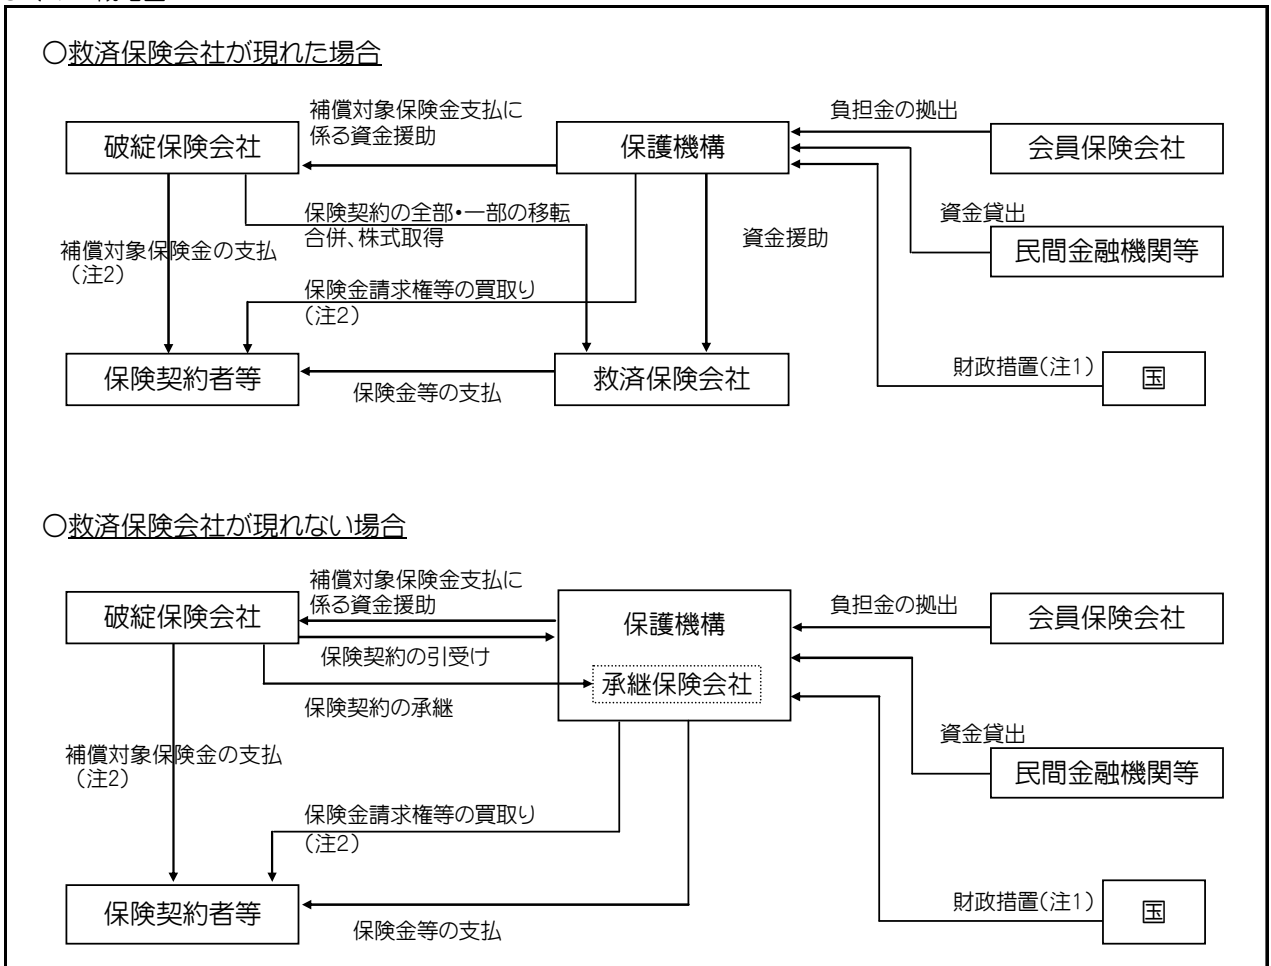 ○救済保険会社が現れた場合
補償対象保険金支払に
係る資金援助
負担金の拠出
破綻保険会社
保護機構
会員保険会社
保険契約の全部・一部の移転
合併、株式取得
資金貸出
補償対象保険金の支払
（注2）
資金援助
民間金融機関等
保険金請求権等の買取り
（注2）
保険契約者等
救済保険会社
財政措置（注1）
国
保険金等の支払
○救済保険会社が現れない場合
補償対象保険金支払に
係る資金援助
負担金の拠出
破綻保険会社
保護機構
会員保険会社
保険契約の引受け
承継保険会社
保険契約の承継
資金貸出
補償対象保険金の支払
（注2）
民間金融機関等
保険金請求権等の買取り
（注2）
保険契約者等
財政措置（注1）
国
保険金等の支払